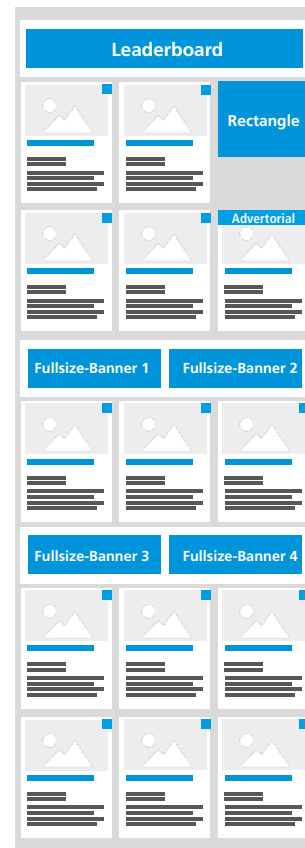 Leaderboard
Rectangle
Advertorial
Fullsize-Banner 1
Fullsize-Banner 2
Fullsize-Banner 3
Fullsize-Banner 4